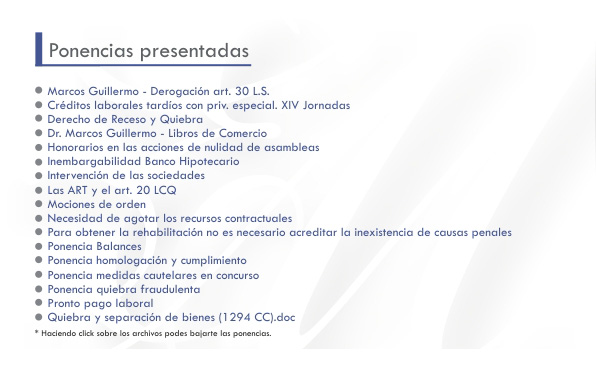 Ponencias presentadas
Marcos Guillermo - Derogación art. 30 L.S.
Créditos laborales tardíos con priv. especial. XIV Jornadas
Derecho de Receso y Quiebra
Dr. Marcos Guillermo - Libros de Comercio
Honorarios en las acciones de nulidad de asambleas
Inembargabilidad Banco Hipotecario
Intervención de las sociedades
Las ART y el art. 20 LCQ
Mociones de orden
Necesidad de agotar los recursos contractuales
Para obtener la rehabilitación no es necesario acreditar la inexistencia de causas penales
Ponencia Balances
Ponencia homologación y cumplimiento
Ponencia medidas cautelares en concurso
Ponencia quiebra fraudulenta
Pronto pago laboral
Quiebra y separación de bienes (1294 CC).doc
* Haciendo click sobre los archivos podes bajarte las ponencias.